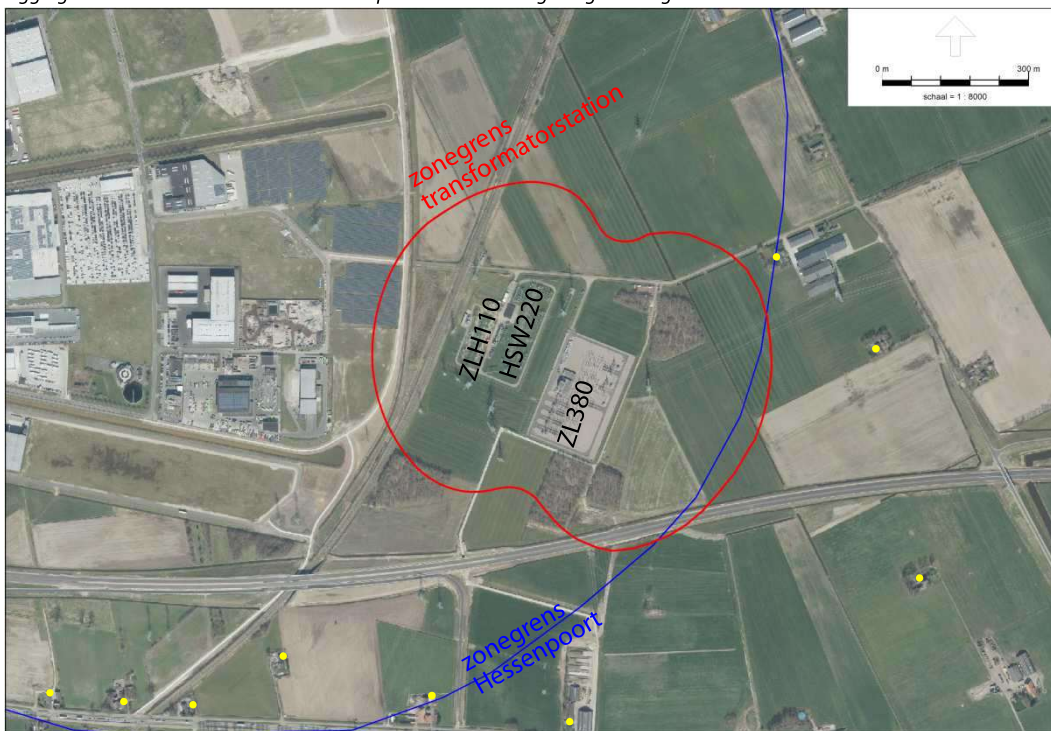 0 m 300 m
schaal = 1 : 8000
zonegrens
transformatorstation
ZLH110
HSW220
ZL380
zonegrens
Hessenpoort